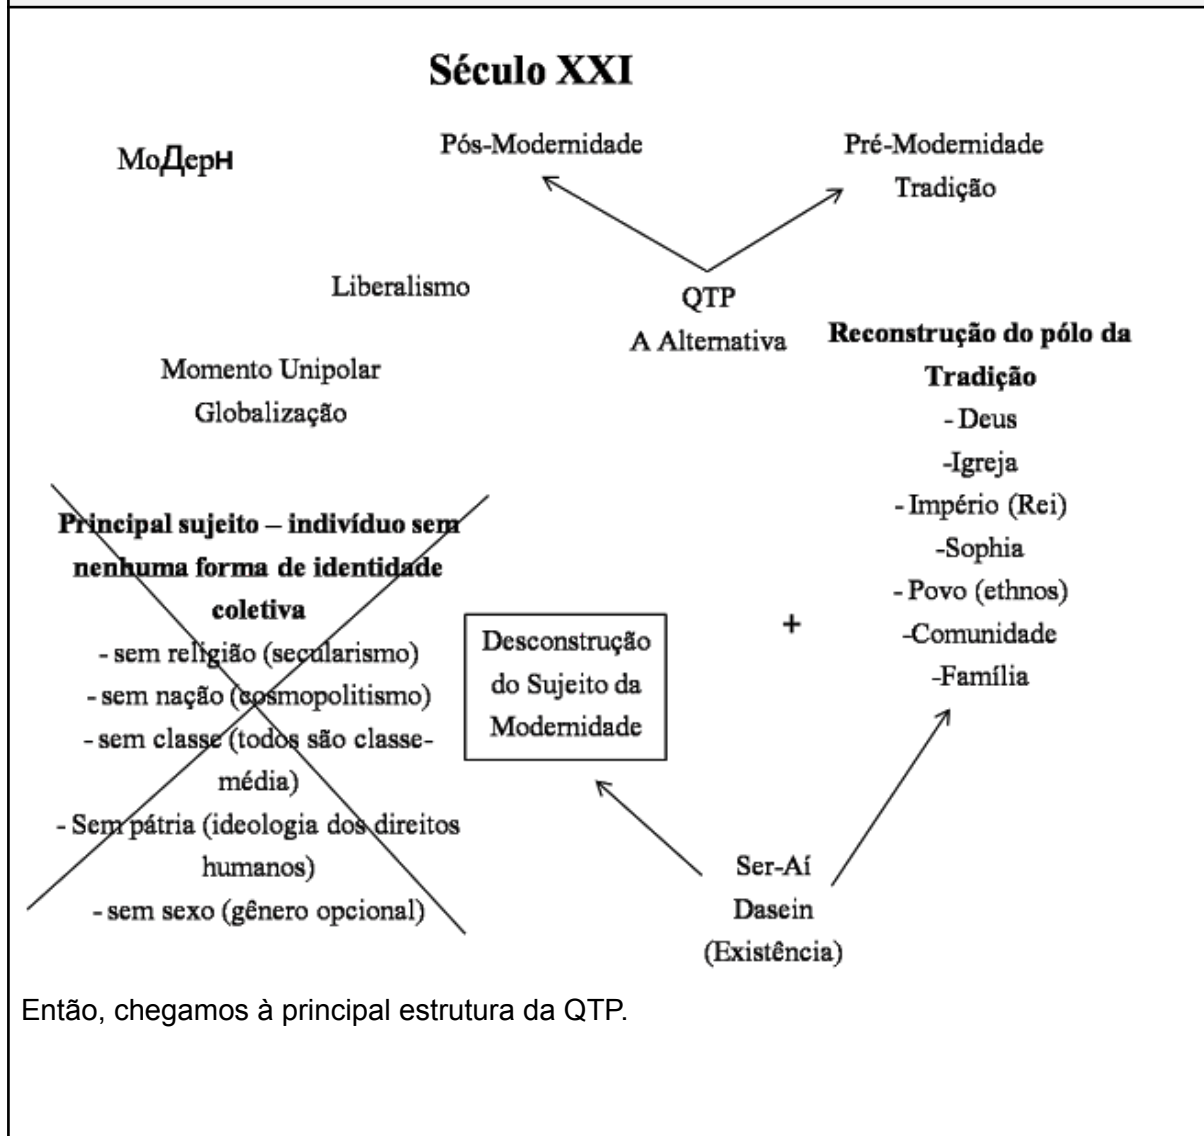 Século XXI
МоДерн
Pós-Modernidade
Pré-Modernidade
Tradição
Liberalismo
QTP
A Alternativa
Momento Unipolar
Globalização
Reconstrução do pólo da
Tradição
- Deus
-Igreja
- Império (Rei)
-Sophia
- Povo (ethnos)
-Comunidade
-Família
Principal sujeito – indivíduo sem
nenhuma forma de identidade
coletiva
- sem religião (secularismo)
- sem nação (cosmopolitismo)
- sem classe (todos são classe-
média)
- Sem pátria (ideologia dos direitos
humanos)
- sem sexo (gênero opcional)
Desconstrução
do Sujeito da
Modernidade
+
Ser-Aí
Dasein
(Existência)
Então, chegamos à principal estrutura da QTP.